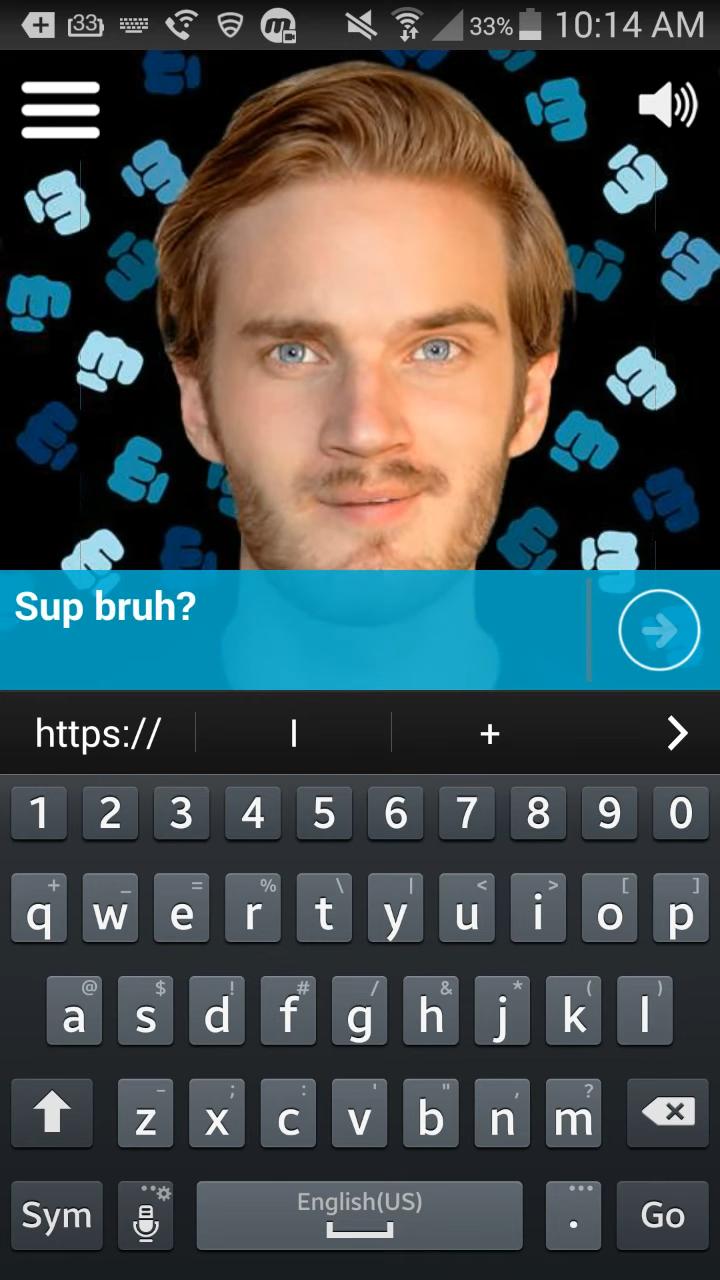 33 33% 10:14 AM
Sup bruh?
https:// | +
1 2 3 4 5 6 7 8 9 0
+ _ = % \ | < > [ ]
q w e r t y u i o p
@ $ ! # / & * ( )
a s d f g h j k l
- ; : ' " , ?
z x c v b n m
Sym English(US) . Go